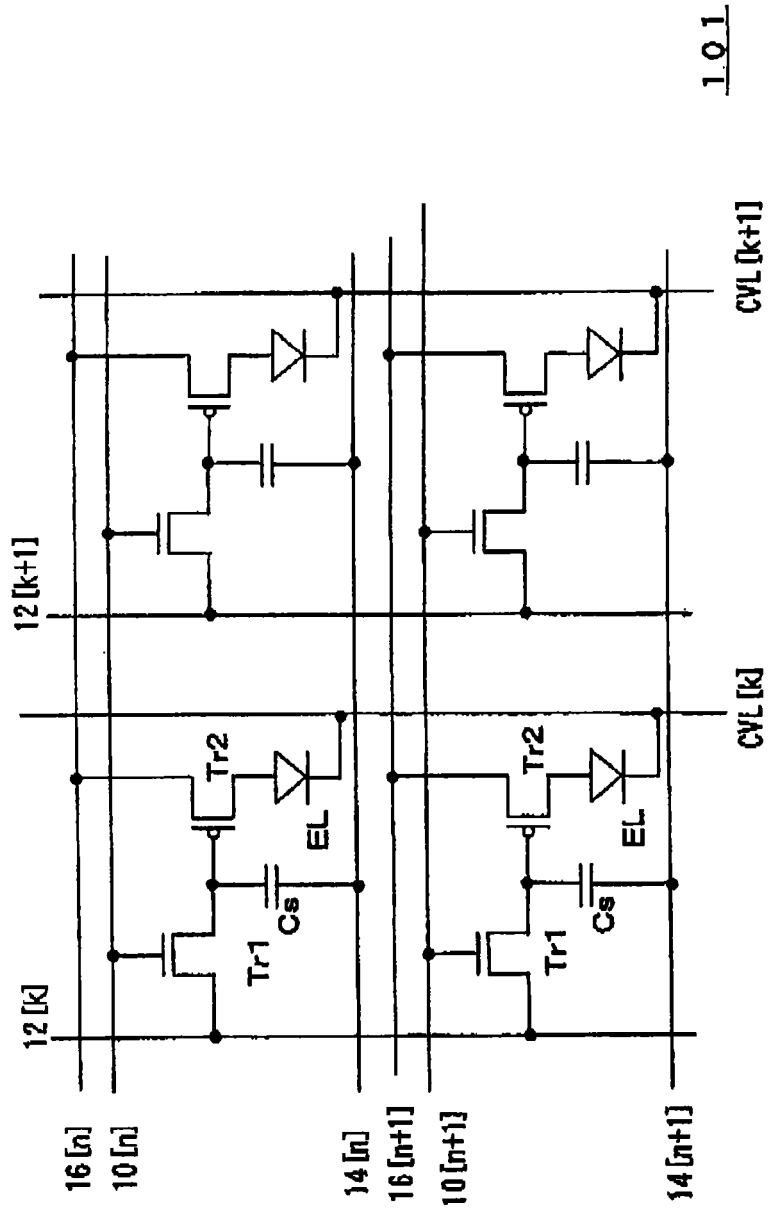 12[k]
12[k+1]
16[n]
10[n]
Tr1
Tr2
Cs
EL
14[n]
16[n+1]
10[n+1]
Tr1
Tr2
Cs
EL
14[n+1]
CVL[k]
CVL[k+1]
101